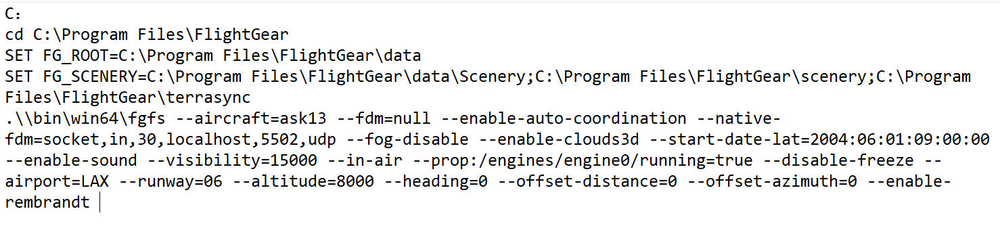 C:
cd C:\Program Files\FlightGear
SET FG_ROOT=C:\Program Files\FlightGear\data
SET FG_SCENERY=C:\Program Files\FlightGear\data\Scenery;C:\Program Files\FlightGear\scenery;C:\Program
Files\FlightGear\terrasync
.\\bin\win64\fgfs --aircraft=ask13 --fdm=null --enable-auto-coordination --native-
fdm=socket,in,30,localhost,5502,udp --fog-disable --enable-clouds3d --start-date-lat=2004:06:01:09:00:00
--enable-sound --visibility=15000 --in-air --prop:/engines/engine0/running=true --disable-freeze --
airport=LAX --runway=06 --altitude=8000 --heading=0 --offset-distance=0 --offset-azimuth=0 --enable-
rembrandt